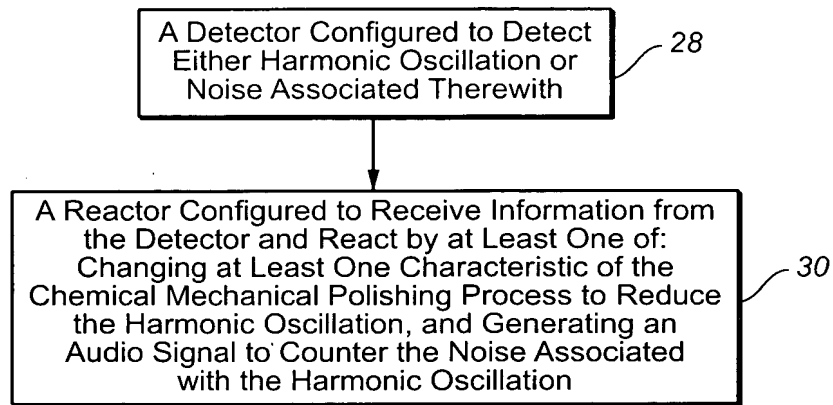 A Detector Configured to Detect
Either Harmonic Oscillation or
Noise Associated Therewith
28
A Reactor Configured to Receive Information from
the Detector and React by at Least One of:
Changing at Least One Characteristic of the
Chemical Mechanical Polishing Process to Reduce
the Harmonic Oscillation, and Generating an
Audio Signal to Counter the Noise Associated
with the Harmonic Oscillation
30